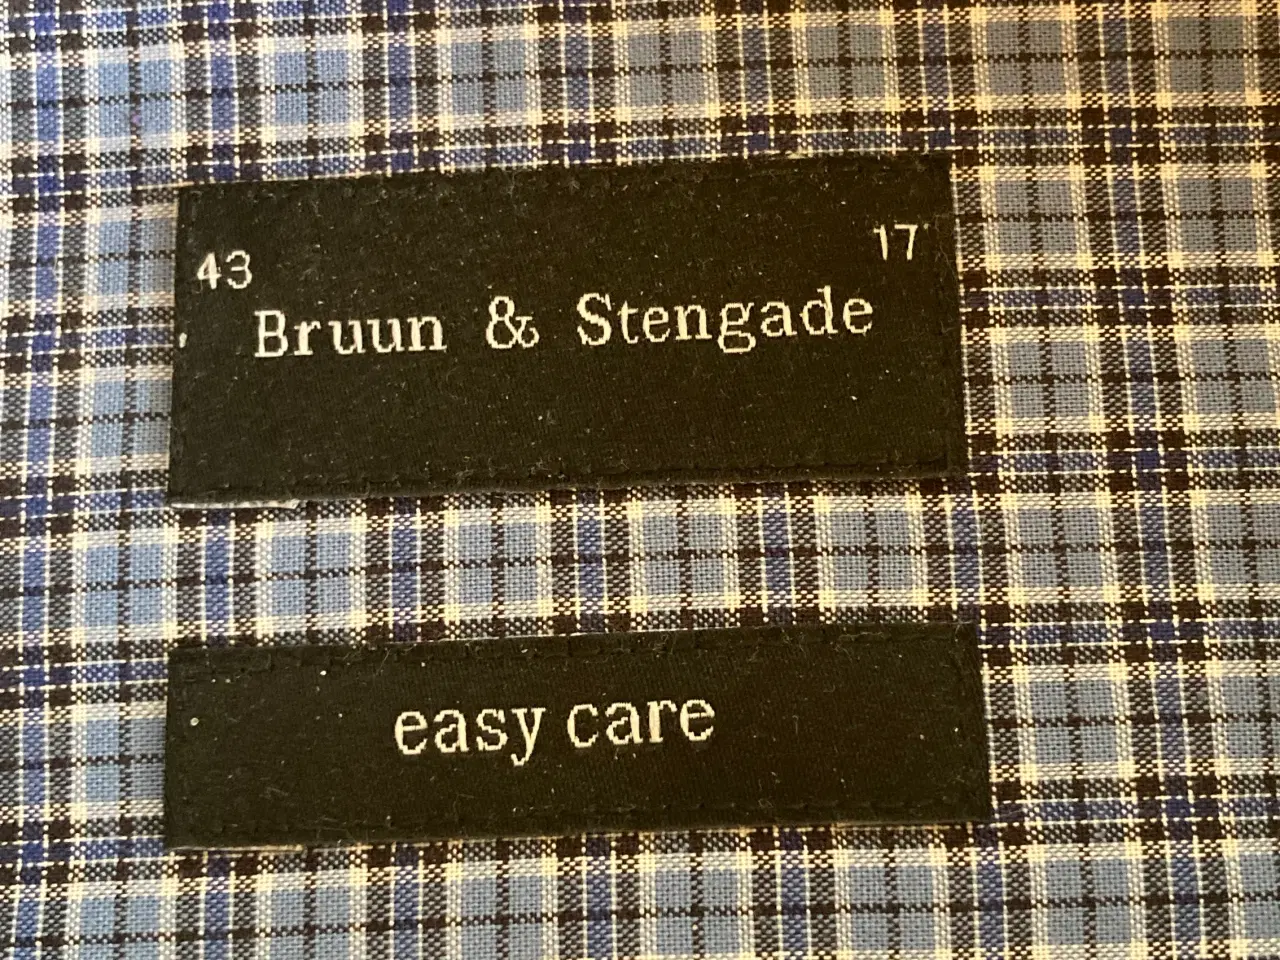 43 17
Bruun & Stengade
easy care